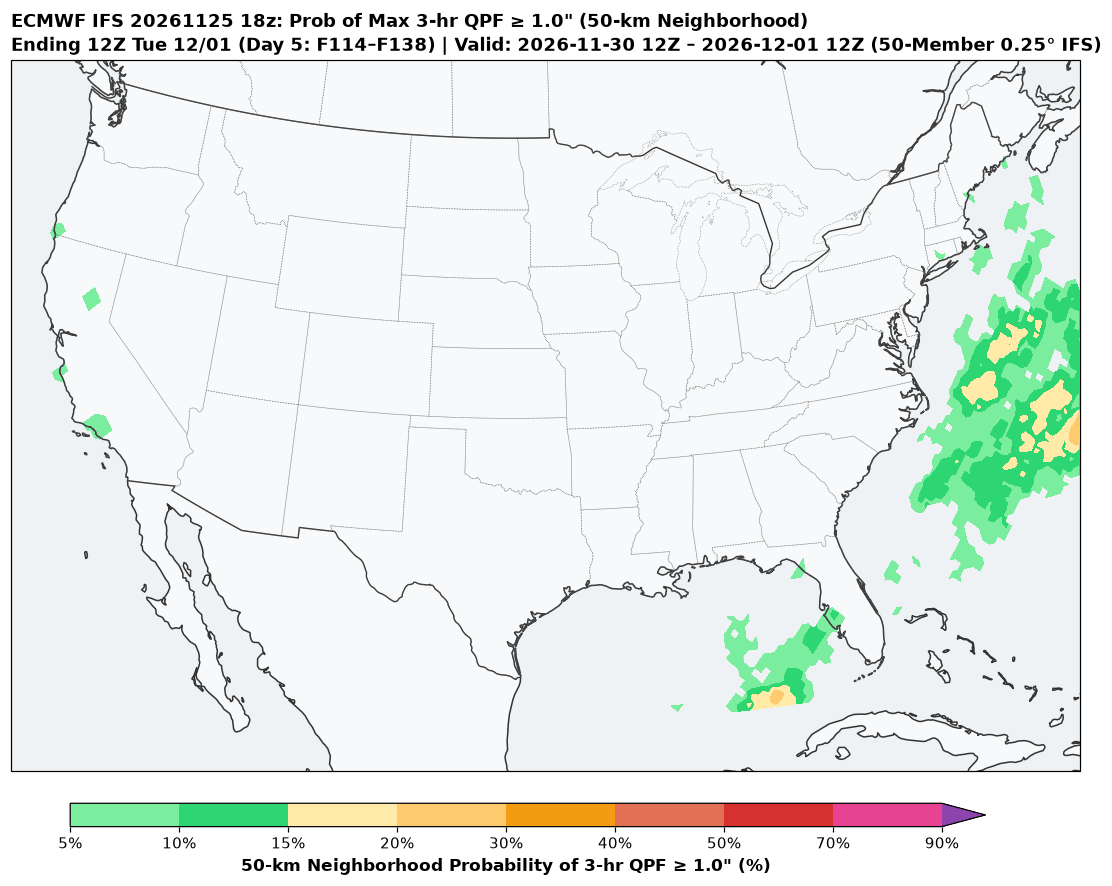 ECMWF IFS 20261125 18z: Prob of Max 3-hr QPF ≥ 1.0" (50-km Neighborhood)
Ending 12Z Tue 12/01 (Day 5: F114–F138) | Valid: 2026-11-30 12Z – 2026-12-01 12Z (50-Member 0.25° IFS)
5% 10% 15% 20% 30% 40% 50% 70% 90%
50-km Neighborhood Probability of 3-hr QPF ≥ 1.0" (%)